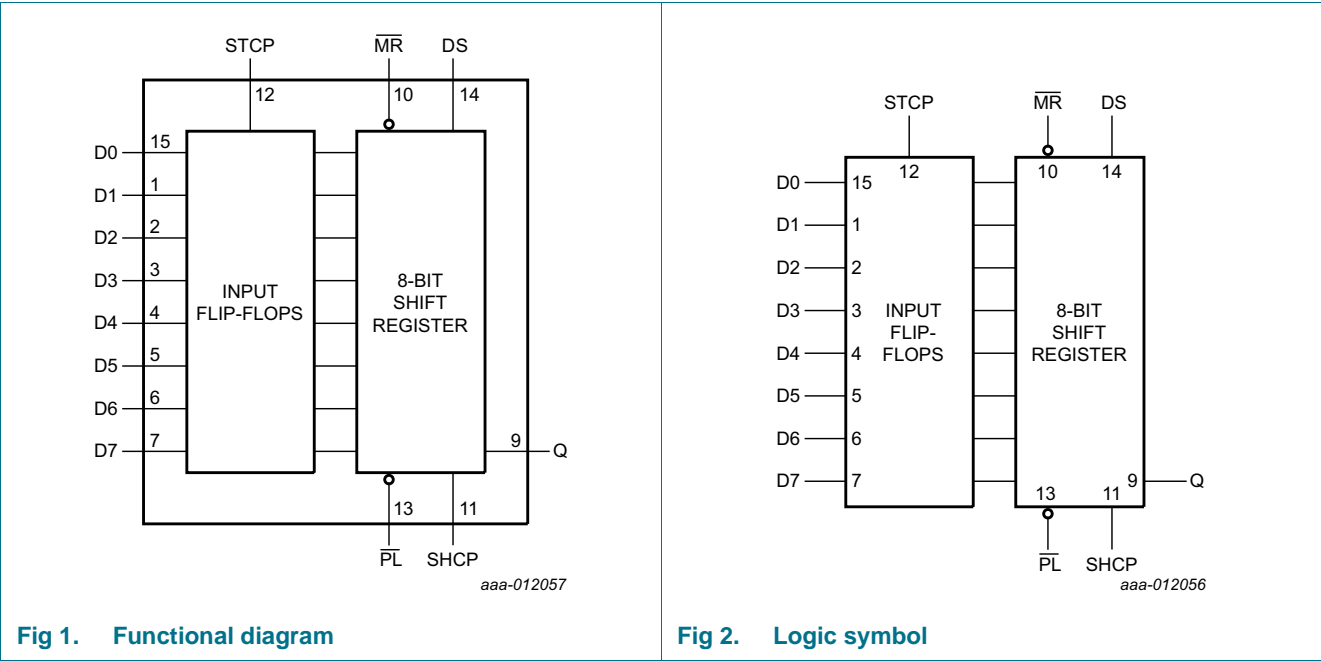 STCP M̅R̅ DS
12 10 14
D0 15
D1 1
D2 2
D3 3
D4 4
D5 5
D6 6
D7 7
INPUT
FLIP-FLOPS
8-BIT
SHIFT
REGISTER
9 Q
13 11
P̅L̅ SHCP
aaa-012057
Fig 1. Functional diagram
STCP M̅R̅ DS
12 10 14
D0 15
D1 1
D2 2
D3 3
D4 4
D5 5
D6 6
D7 7
INPUT
FLIP-
FLOPS
8-BIT
SHIFT
REGISTER
9 Q
13 11
P̅L̅ SHCP
aaa-012056
Fig 2. Logic symbol